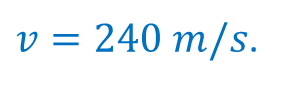 v = 240 m/s.